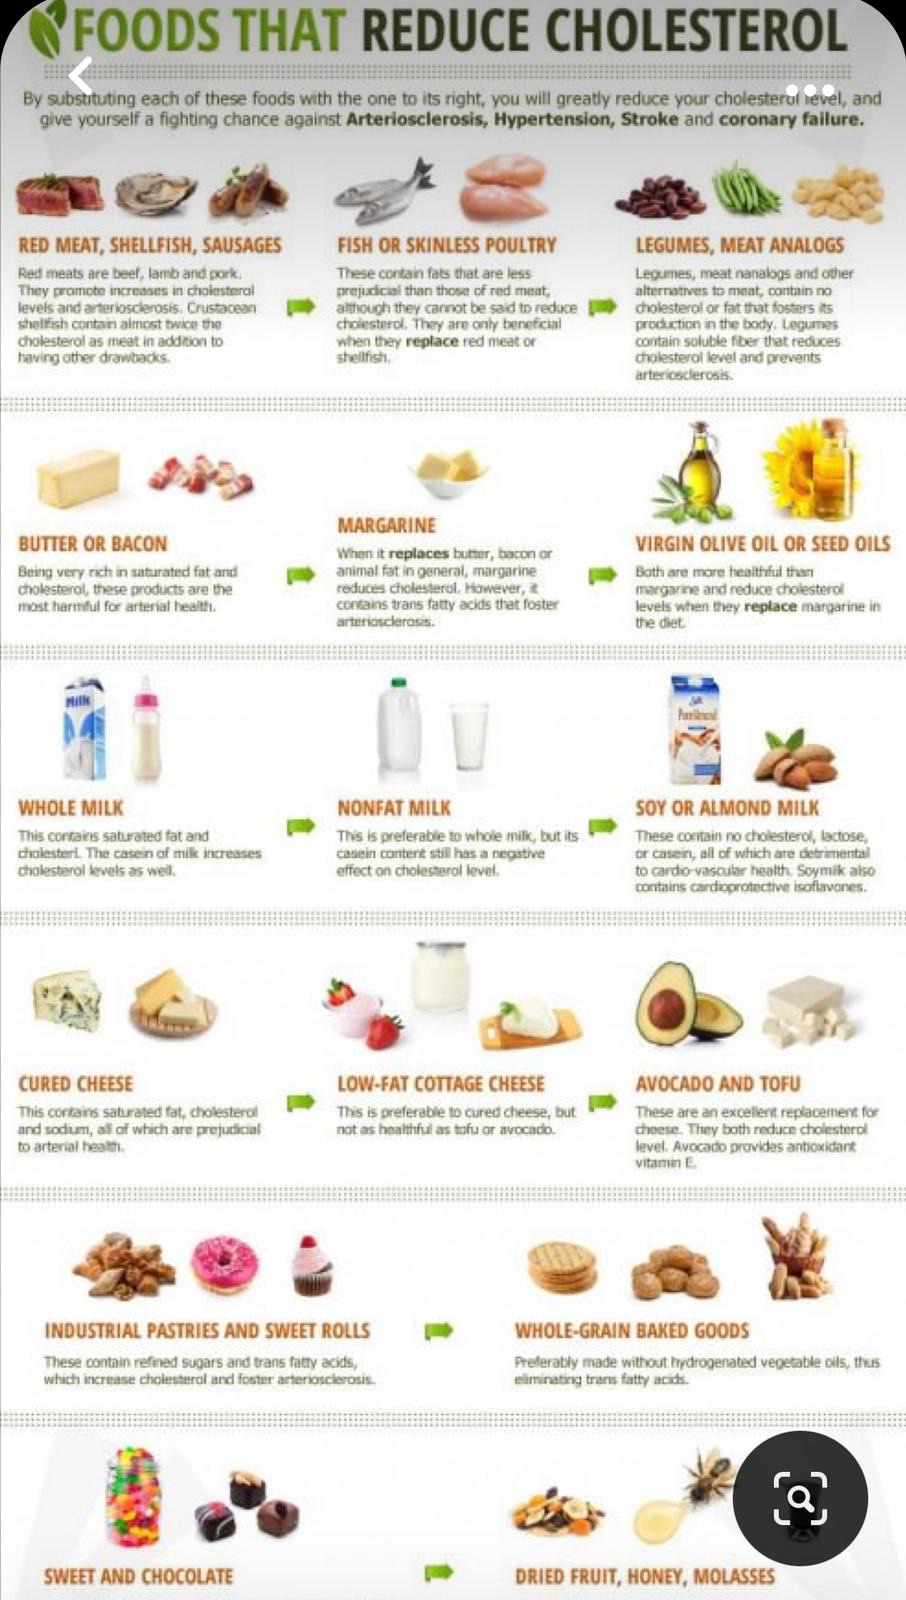 FOODS THAT REDUCE CHOLESTEROL
By substituting each of these foods with the one to its right, you will greatly reduce your cholesterol level, and
give yourself a fighting chance against Arteriosclerosis, Hypertension, Stroke and coronary failure.
RED MEAT, SHELLFISH, SAUSAGES
Red meats are beef, lamb and pork.
They promote increases in cholesterol
levels and arteriosclerosis. Crustacean
shellfish contain almost twice the
cholesterol as meat in addition to
having other drawbacks.
FISH OR SKINLESS POULTRY
These contain fats that are less
prejudicial than those of red meat,
although they cannot be said to reduce
cholesterol. They are only beneficial
when they replace red meat or
shellfish.
LEGUMES, MEAT ANALOGS
Legumes, meat nanalogs and other
alternatives to meat, contain no
cholesterol or fat that fosters its
production in the body. Legumes
contain soluble fiber that reduces
cholesterol level and prevents
arteriosclerosis.
BUTTER OR BACON
Being very rich in saturated fat and
cholesterol, these products are the
most harmful for arterial health.
MARGARINE
When it replaces butter, bacon or
animal fat in general, margarine
reduces cholesterol. However, it
contains trans fatty acids that foster
arteriosclerosis.
VIRGIN OLIVE OIL OR SEED OILS
Both are more healthful than
margarine and reduce cholesterol
levels when they replace margarine in
the diet.
Milk
WHOLE MILK
This contains saturated fat and
cholesterl. The casein of milk increases
cholesterol levels as well.
NONFAT MILK
This is preferable to whole milk, but its
casein content still has a negative
effect on cholesterol level.
Silk
PureAlmond
SOY OR ALMOND MILK
These contain no cholesterol, lactose,
or casein, all of which are detrimental
to cardio-vascular health. Soymilk also
contains cardioprotective isoflavones.
CURED CHEESE
This contains saturated fat, cholesterol
and sodium, all of which are prejudicial
to arterial health.
LOW-FAT COTTAGE CHEESE
This is preferable to cured cheese, but
not as healthful as tofu or avocado.
AVOCADO AND TOFU
These are an excellent replacement for
cheese. They both reduce cholesterol
level. Avocado provides antioxidant
vitamin E.
INDUSTRIAL PASTRIES AND SWEET ROLLS
These contain refined sugars and trans fatty acids,
which increase cholesterol and foster arteriosclerosis.
WHOLE-GRAIN BAKED GOODS
Preferably made without hydrogenated vegetable oils, thus
eliminating trans fatty acids.
SWEET AND CHOCOLATE
DRIED FRUIT, HONEY, MOLASSES